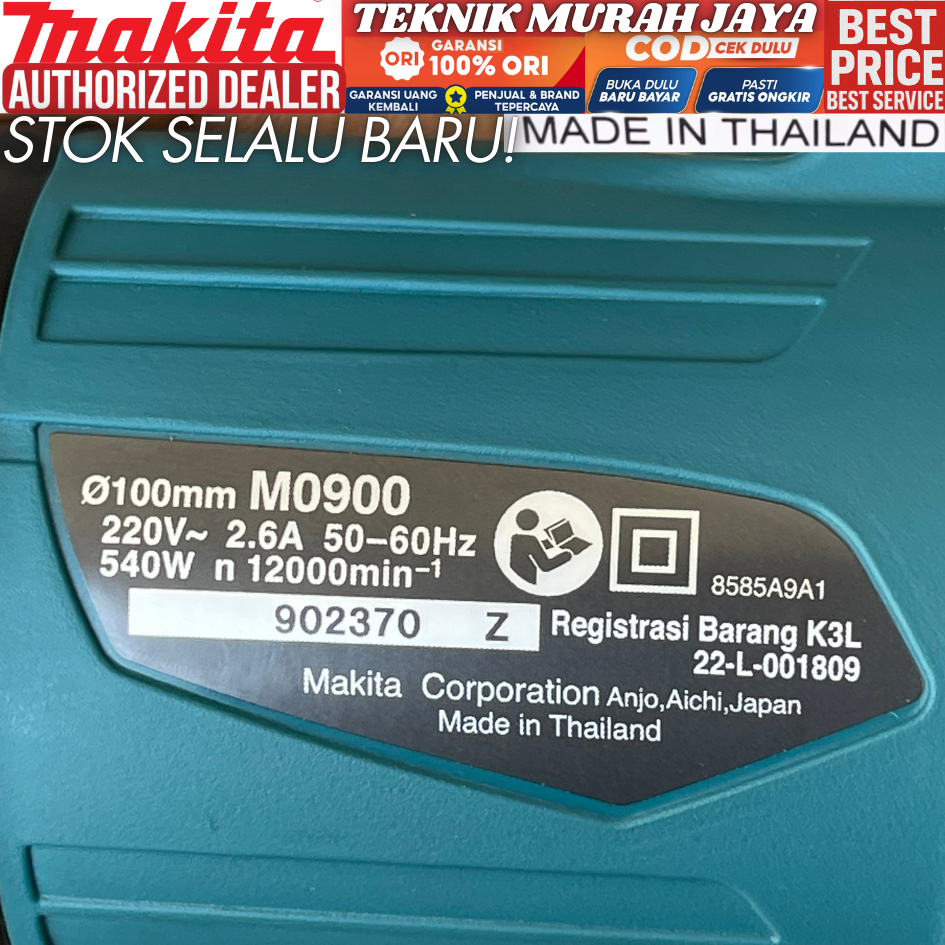 makita
AUTHORIZED DEALER
TEKNIK MURAH JAYA
ORI
GARANSI
100% ORI
GARANSI UANG
KEMBALI
PENJUAL & BRAND
TEPERCAYA
COD CEK DULU
BUKA DULU
BARU BAYAR
PASTI
GRATIS ONGKIR
BEST
PRICE
BEST SERVICE
STOK SELALU BARU!
MADE IN THAILAND
Ø100mm M0900
220V~ 2.6A 50–60Hz
540W n 12000min⁻¹
8585A9A1
902370 Z
Registrasi Barang K3L
22-L-001809
Makita Corporation Anjo,Aichi,Japan
Made in Thailand